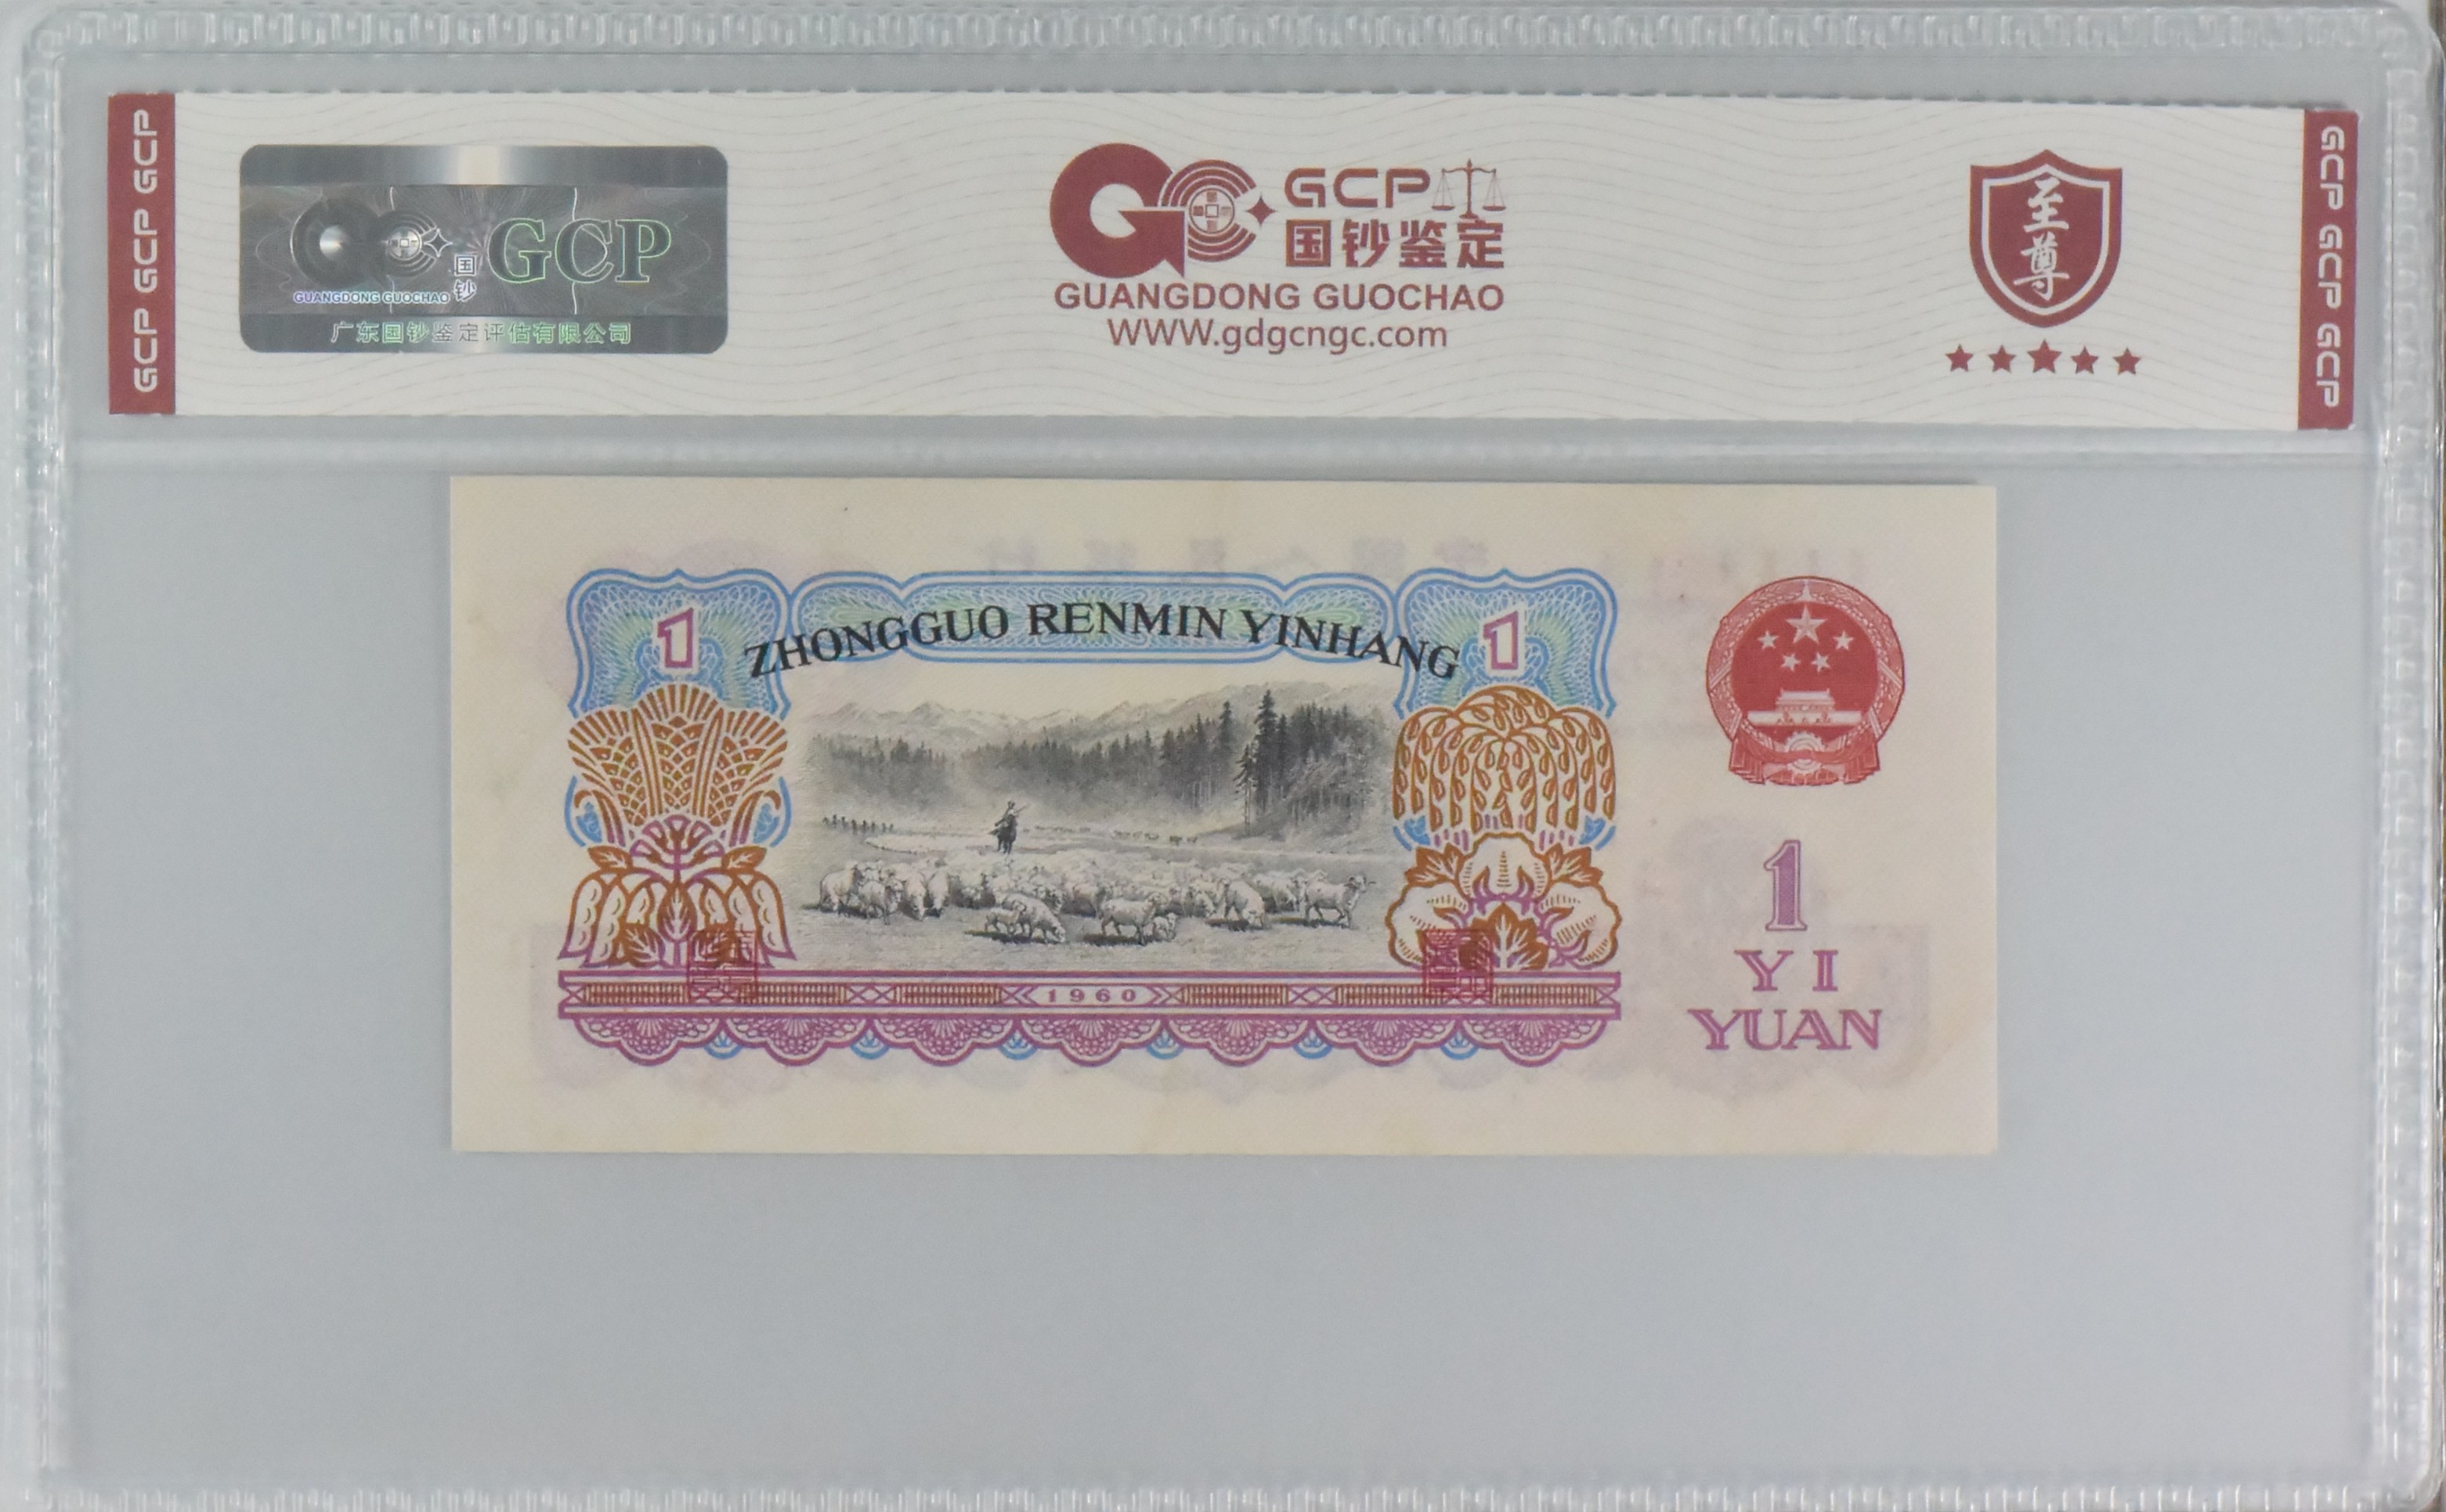 GCP GCP GCP
国钞
GCP
GUANGDONG GUOCHAO
广东国钞鉴定评估有限公司
GCP
国钞鉴定
GUANGDONG GUOCHAO
WWW.gdgcngc.com
至尊
GCP GCP GCP
1
ZHONGGUO RENMIN YINHANG
1
1960
1
YI
YUAN